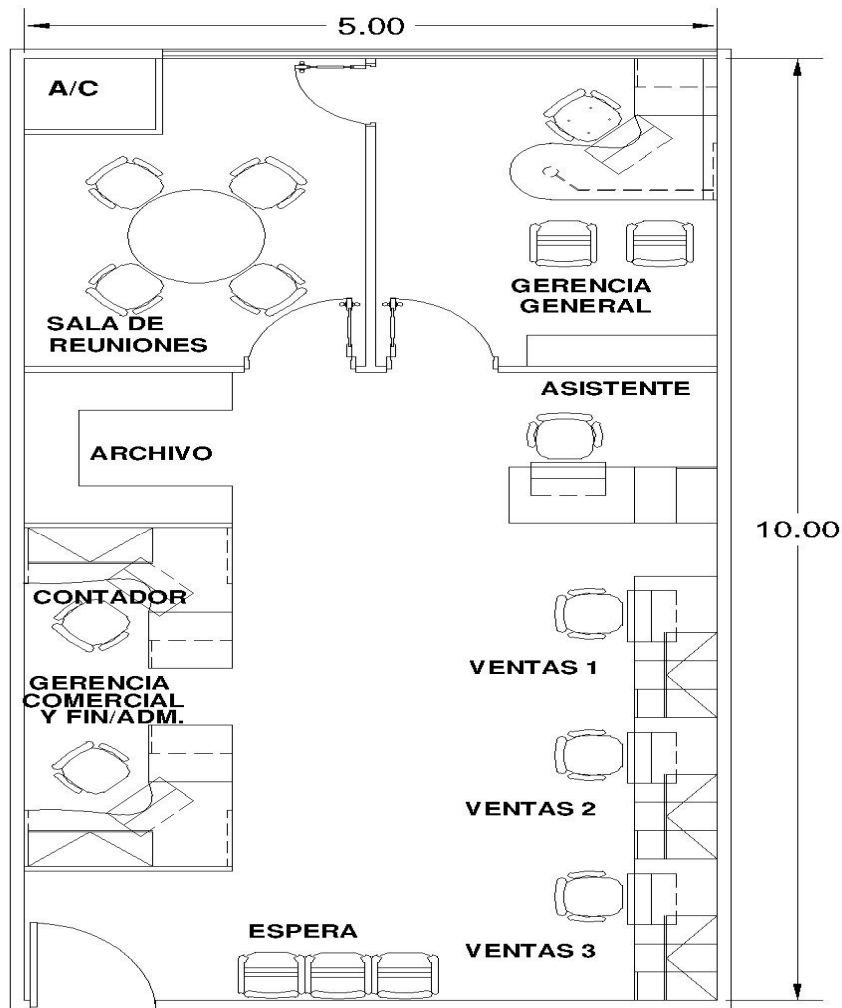 5.00
A/C
GERENCIA
GENERAL
SALA DE
REUNIONES
ASISTENTE
ARCHIVO
10.00
CONTADOR
VENTAS 1
GERENCIA
COMERCIAL
Y FIN/ADM.
VENTAS 2
ESPERA
VENTAS 3